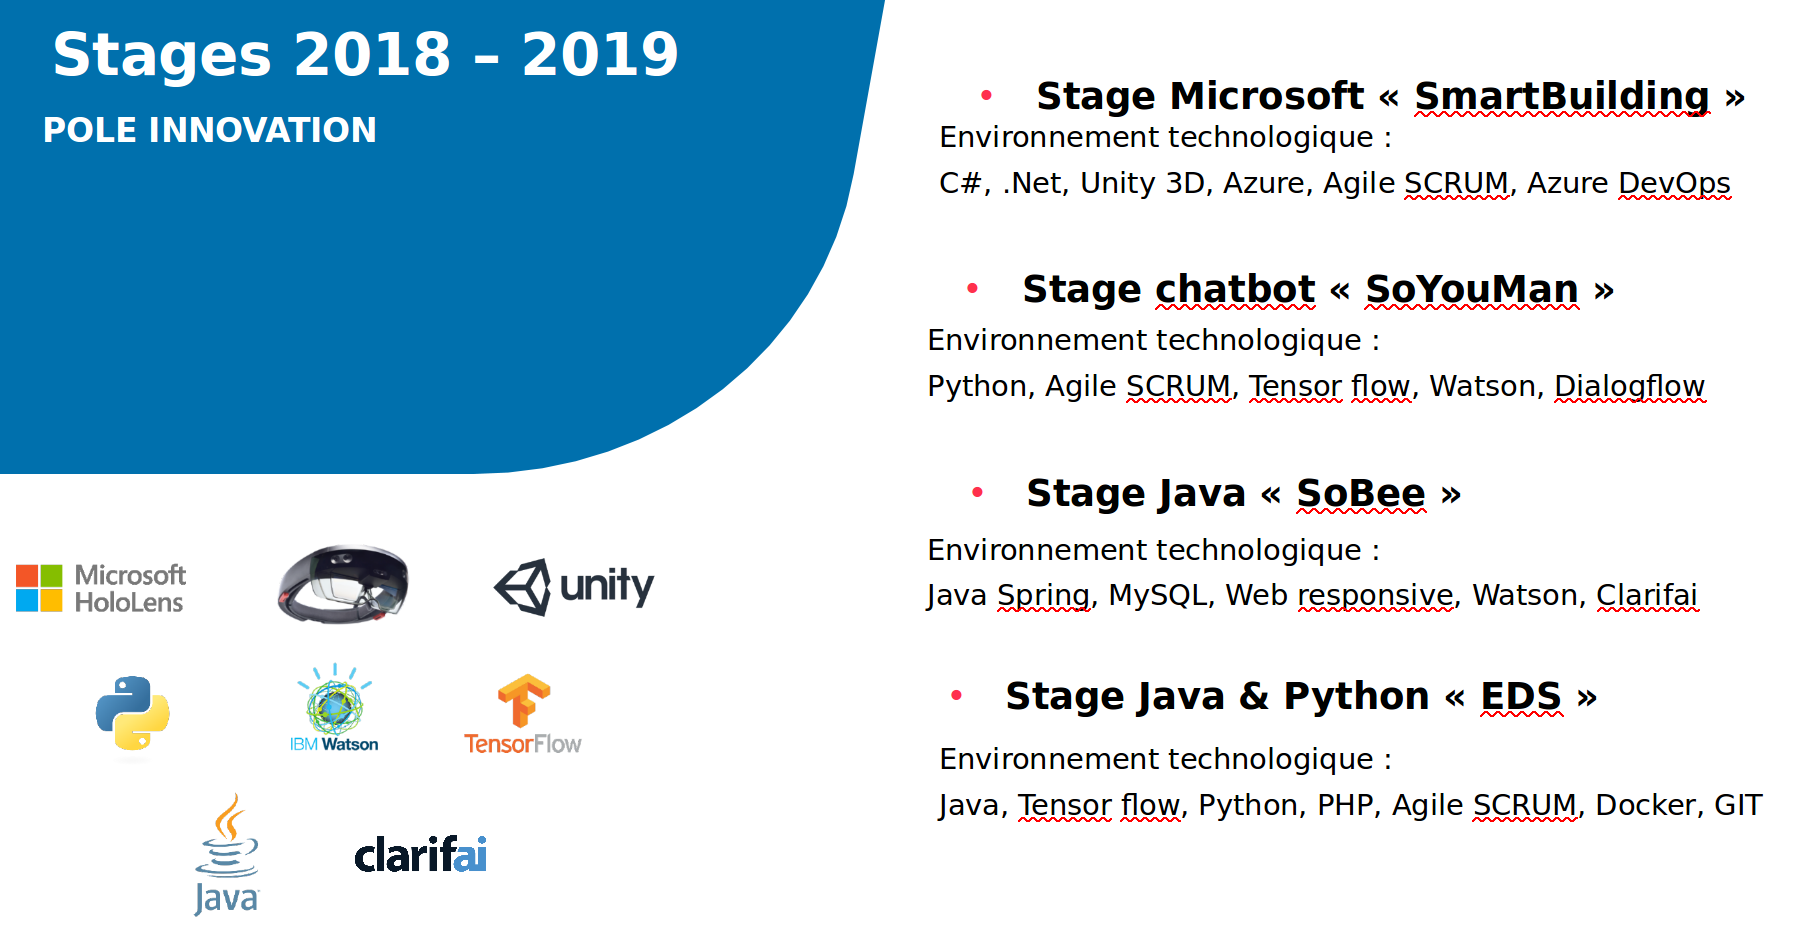 Stages 2018 – 2019
POLE INNOVATION
• Stage Microsoft « SmartBuilding »
Environnement technologique :
C#, .Net, Unity 3D, Azure, Agile SCRUM, Azure DevOps
• Stage chatbot « SoYouMan »
Environnement technologique :
Python, Agile SCRUM, Tensor flow, Watson, Dialogflow
• Stage Java « SoBee »
Environnement technologique :
Java Spring, MySQL, Web responsive, Watson, Clarifai
• Stage Java & Python « EDS »
Environnement technologique :
Java, Tensor flow, Python, PHP, Agile SCRUM, Docker, GIT
Microsoft
HoloLens
unity
IBM Watson
TensorFlow
Java
clarifai